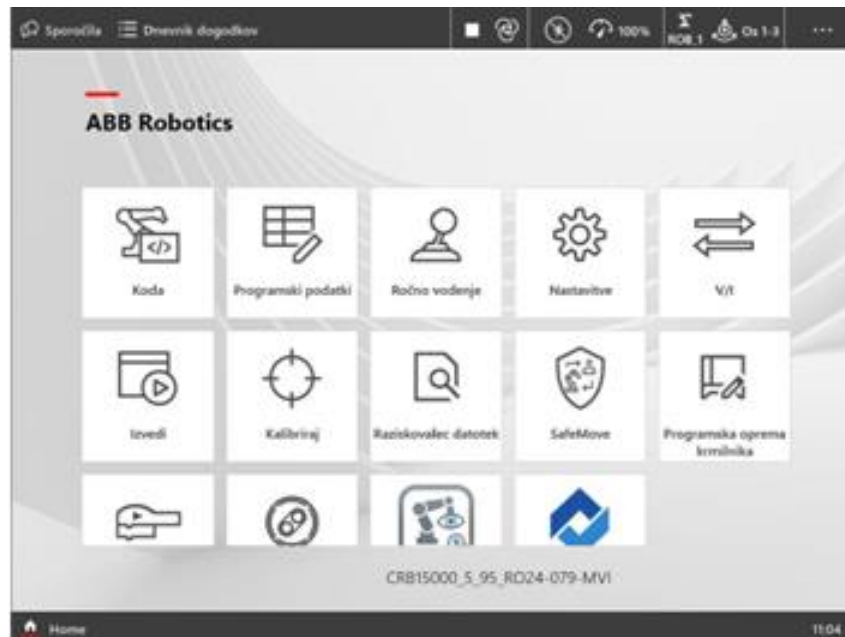 Sporočila Dnevnik dogodkov 100% ROB_1 Os 1-3
ABB Robotics
Koda
Programski podatki
Ročno vodenje
Nastavitve
V/I
</>
Izvedi
Kalibriraj
Raziskovalec datotek
SafeMove
Programska oprema
krmilnika
CRB15000_5_95_RO24-079-MVI
Home 11:04